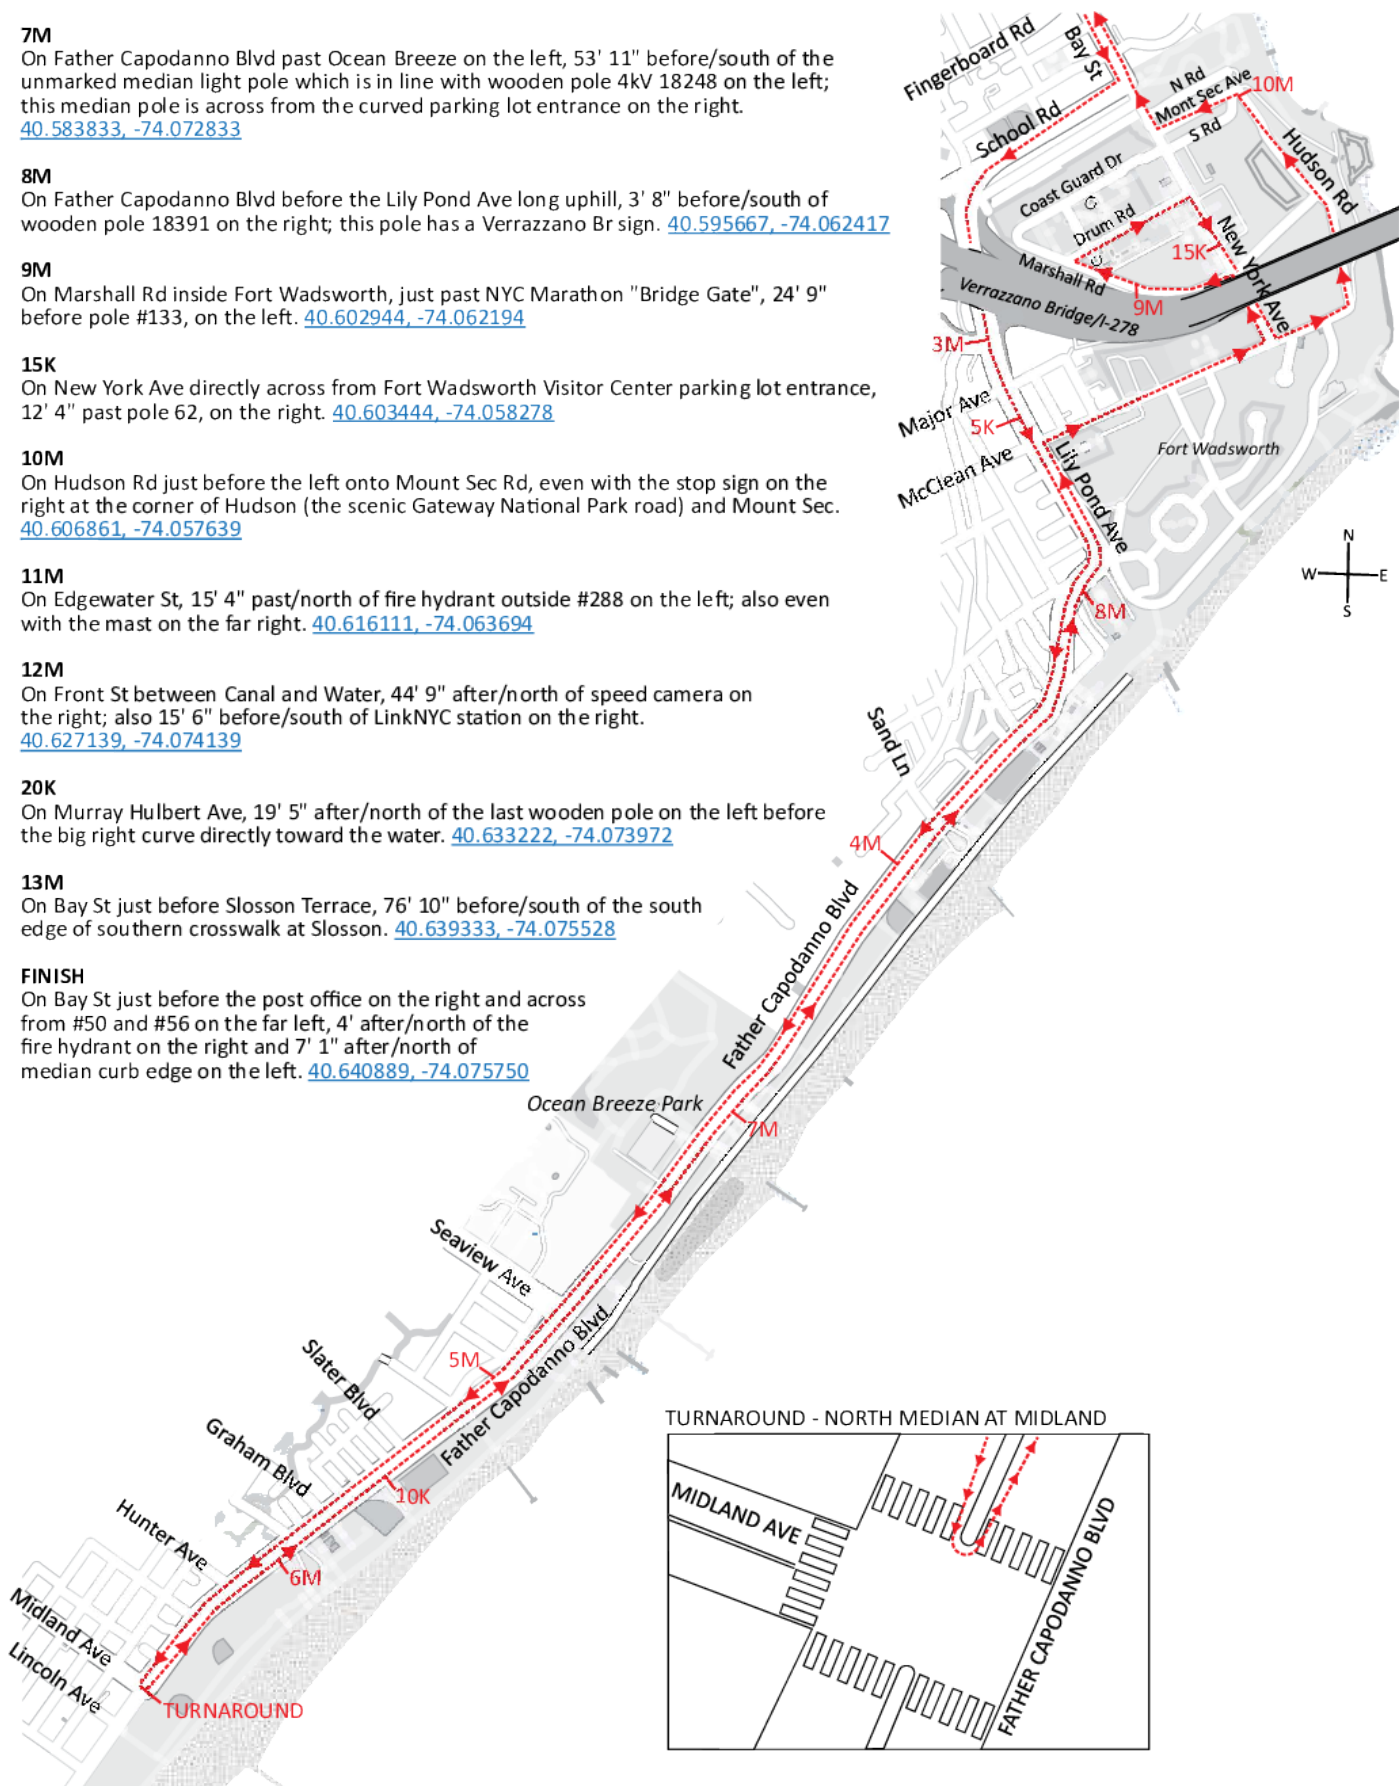 7M
On Father Capodanno Blvd past Ocean Breeze on the left, 53' 11" before/south of the
unmarked median light pole which is in line with wooden pole 4kV 18248 on the left;
this median pole is across from the curved parking lot entrance on the right.
40.583833, -74.072833
8M
On Father Capodanno Blvd before the Lily Pond Ave long uphill, 3' 8" before/south of
wooden pole 18391 on the right; this pole has a Verrazzano Br sign. 40.595667, -74.062417
9M
On Marshall Rd inside Fort Wadsworth, just past NYC Marathon "Bridge Gate", 24' 9"
before pole #133, on the left. 40.602944, -74.062194
15K
On New York Ave directly across from Fort Wadsworth Visitor Center parking lot entrance,
12' 4" past pole 62, on the right. 40.603444, -74.058278
10M
On Hudson Rd just before the left onto Mount Sec Rd, even with the stop sign on the
right at the corner of Hudson (the scenic Gateway National Park road) and Mount Sec.
40.606861, -74.057639
11M
On Edgewater St, 15' 4" past/north of fire hydrant outside #288 on the left; also even
with the mast on the far right. 40.616111, -74.063694
12M
On Front St between Canal and Water, 44' 9" after/north of speed camera on
the right; also 15' 6" before/south of LinkNYC station on the right.
40.627139, -74.074139
20K
On Murray Hulbert Ave, 19' 5" after/north of the last wooden pole on the left before
the big right curve directly toward the water. 40.633222, -74.073972
13M
On Bay St just before Slosson Terrace, 76' 10" before/south of the south
edge of southern crosswalk at Slosson. 40.639333, -74.075528
FINISH
On Bay St just before the post office on the right and across
from #50 and #56 on the far left, 4' after/north of the
fire hydrant on the right and 7' 1" after/north of
median curb edge on the left. 40.640889, -74.075750
Fingerboard Rd
Bay St
N Rd
Mont Sec Ave
10M
School Rd
S Rd
Hudson Rd
Coast Guard Dr
Drum Rd
New York Ave
15K
Marshall Rd
9M
Verrazzano Bridge/I-278
3M
Major Ave
5K
McClean Ave
Lily Pond Ave
Fort Wadsworth
N
W
E
S
8M
Sand Ln
4M
Father Capodanno Blvd
Ocean Breeze Park
7M
Seaview Ave
5M
Slater Blvd
Father Capodanno Blvd
Graham Blvd
10K
Hunter Ave
6M
Midland Ave
Lincoln Ave
TURNAROUND
TURNAROUND - NORTH MEDIAN AT MIDLAND
MIDLAND AVE
FATHER CAPODANNO BLVD